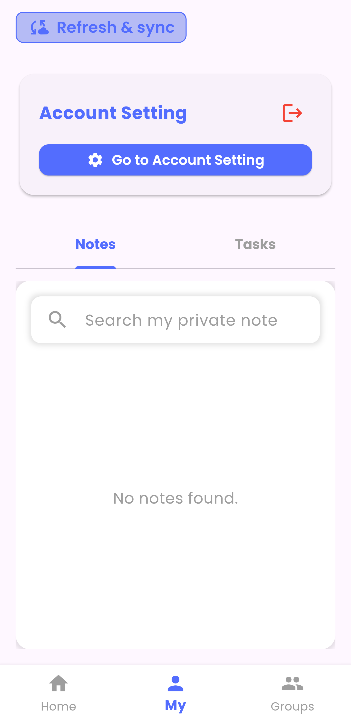 Refresh & sync
Account Setting
Go to Account Setting
Notes Tasks
Search my private note
No notes found.
Home My Groups